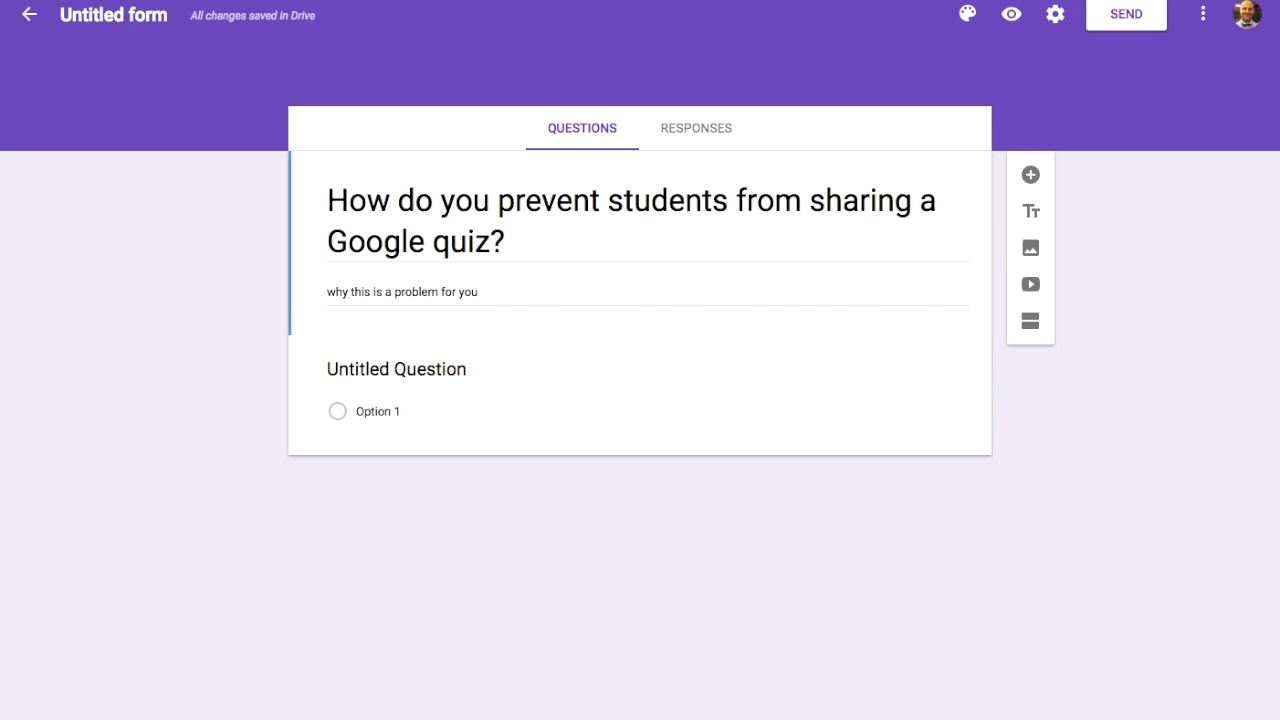 Untitled form All changes saved in Drive SEND
QUESTIONS RESPONSES
How do you prevent students from sharing a
Google quiz?
why this is a problem for you
Untitled Question
Option 1
Tт